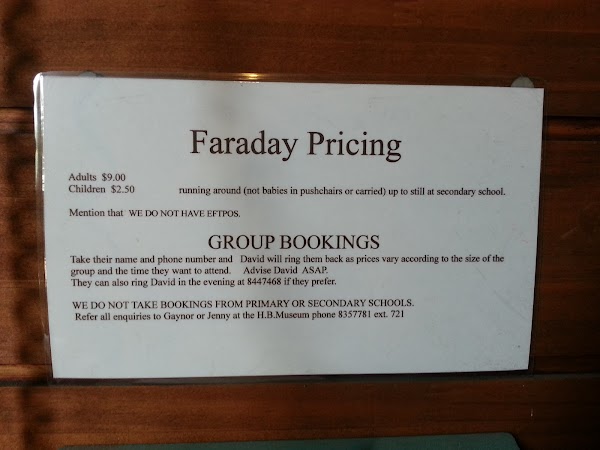 Faraday Pricing
Adults $9.00
Children $2.50 running around (not babies in pushchairs or carried) up to still at secondary school.
Mention that WE DO NOT HAVE EFTPOS.
GROUP BOOKINGS
Take their name and phone number and David will ring them back as prices vary according to the size of the
group and the time they want to attend. Advise David ASAP.
They can also ring David in the evening at 8447468 if they prefer.
WE DO NOT TAKE BOOKINGS FROM PRIMARY OR SECONDARY SCHOOLS.
Refer all enquiries to Gaynor or Jenny at the H.B.Museum phone 8357781 ext. 721